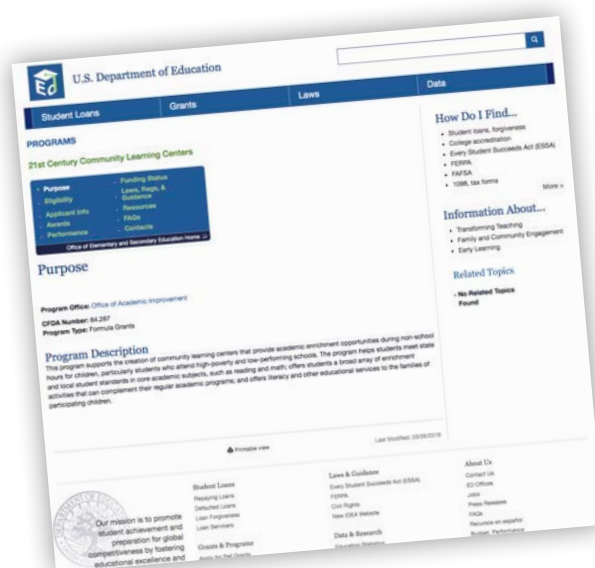 ED
U.S. Department of Education
Student Loans
Grants
Laws
Data
PROGRAMS
21st Century Community Learning Centers
Purpose
Eligibility
Applicant Info
Awards
Performance
Funding Status
Laws, Regs, &
Guidance
Resources
FAQs
Contacts
Office of Elementary and Secondary Education Home
Purpose
Program Office: Office of Academic Improvement
CFDA Number: 84.287
Program Type: Formula Grants
Program Description
This program supports the creation of community learning centers that provide academic enrichment opportunities during non-school
hours for children, particularly students who attend high-poverty and low-performing schools. The program helps students meet state
and local student standards in core academic subjects, such as reading and math; offers students a broad array of enrichment
activities that can complement their regular academic programs; and offers literacy and other educational services to the families of
participating children.
Printable view
Last Modified: 03/26/2018
How Do I Find...
• Student loans, forgiveness
• College accreditation
• Every Student Succeeds Act (ESSA)
• FERPA
• FAFSA
• 1098, tax forms
More >
Information About...
• Transforming Teaching
• Family and Community Engagement
• Early Learning
Related Topics
› No Related Topics
Found
Our mission is to promote
student achievement and
preparation for global
competitiveness by fostering
educational excellence and
Student Loans
Repaying Loans
Defaulted Loans
Loan Forgiveness
Loan Servicers
Grants & Programs
Apply for Pell Grants
Laws & Guidance
Every Student Succeeds Act (ESSA)
FERPA
Civil Rights
New IDEA Website
Data & Research
Education Statistics
About Us
Contact Us
ED Offices
Jobs
Press Releases
FAQs
Recursos en español
Budget, Performance